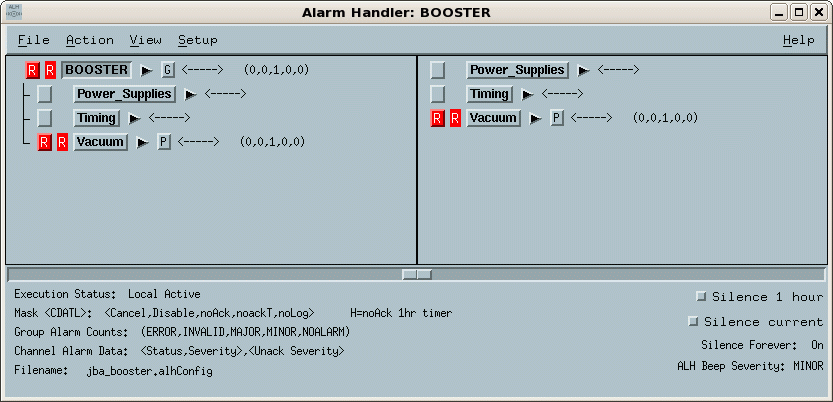 ALH
Alarm Handler: BOOSTER
File Action View Setup Help
R R BOOSTER G <-----> (0,0,1,0,0)
Power_Supplies <----->
Timing <----->
R R Vacuum P <-----> (0,0,1,0,0)
Power_Supplies <----->
Timing <----->
R R Vacuum P <-----> (0,0,1,0,0)
Execution Status: Local Active
Mask <CDATL>: <Cancel,Disable,noAck,noackT,noLog> H=noAck 1hr timer
Group Alarm Counts: (ERROR,INVALID,MAJOR,MINOR,NOALARM)
Channel Alarm Data: <Status,Severity>,<Unack Severity>
Filename: jba_booster.alhConfig
Silence 1 hour
Silence current
Silence Forever: On
ALH Beep Severity: MINOR